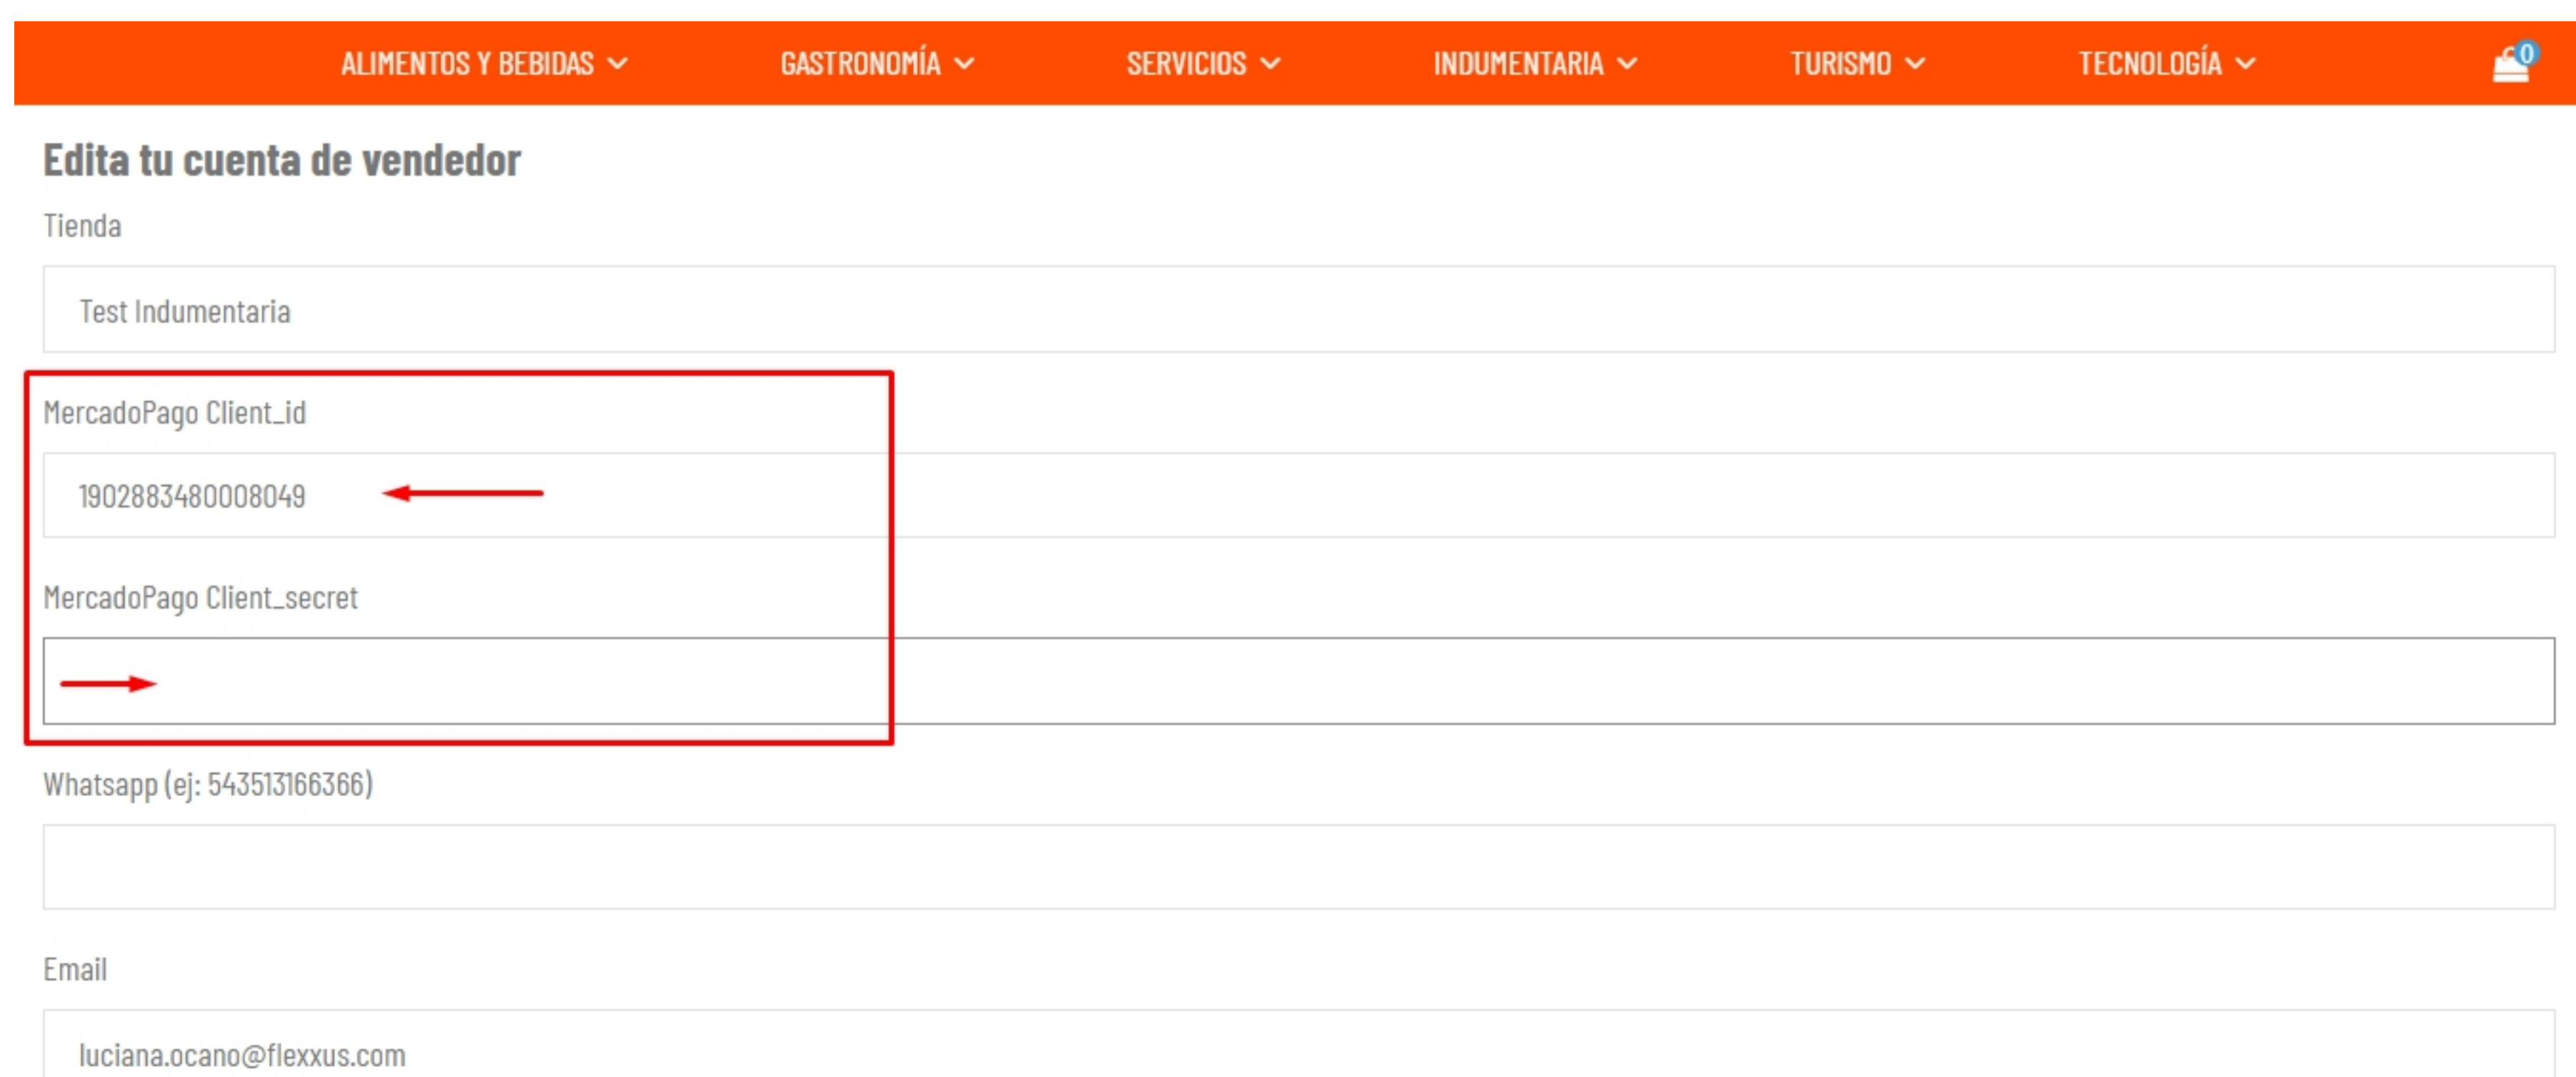 ALIMENTOS Y BEBIDAS GASTRONOMÍA SERVICIOS INDUMENTARIA TURISMO TECNOLOGÍA 0
Edita tu cuenta de vendedor
Tienda
Test Indumentaria
MercadoPago Client_id
1902883480008049
MercadoPago Client_secret
Whatsapp (ej: 543513166366)
Email
luciana.ocano@flexxus.com